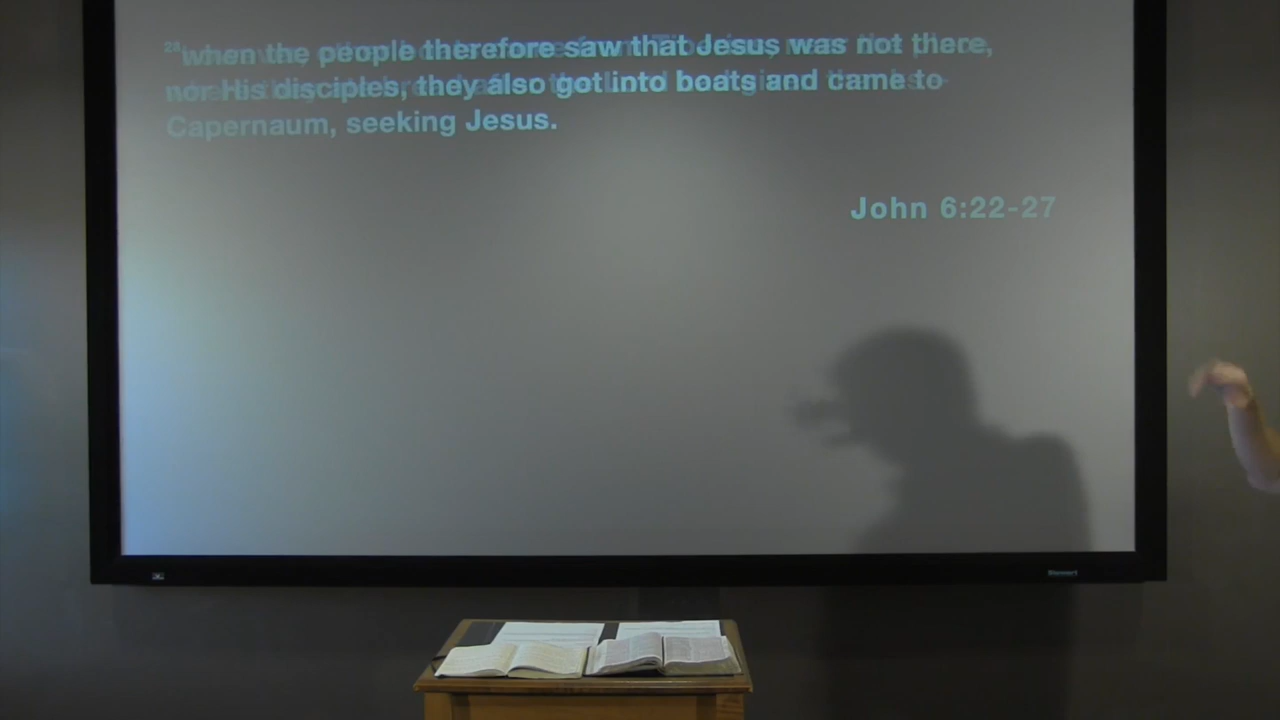 24when the people therefore saw that Jesus was not there,
nor His disciples, they also got into boats and came to
Capernaum, seeking Jesus.
John 6:22-27
Stewart